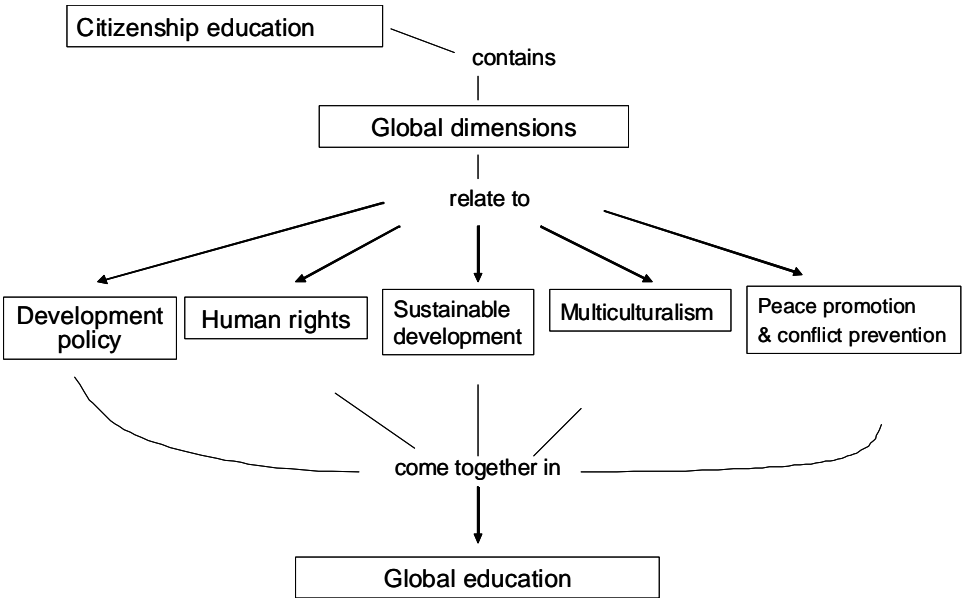 Citizenship education
contains
Global dimensions
relate to
Development
policy
Human rights
Sustainable
development
Multiculturalism
Peace promotion
& conflict prevention
come together in
Global education